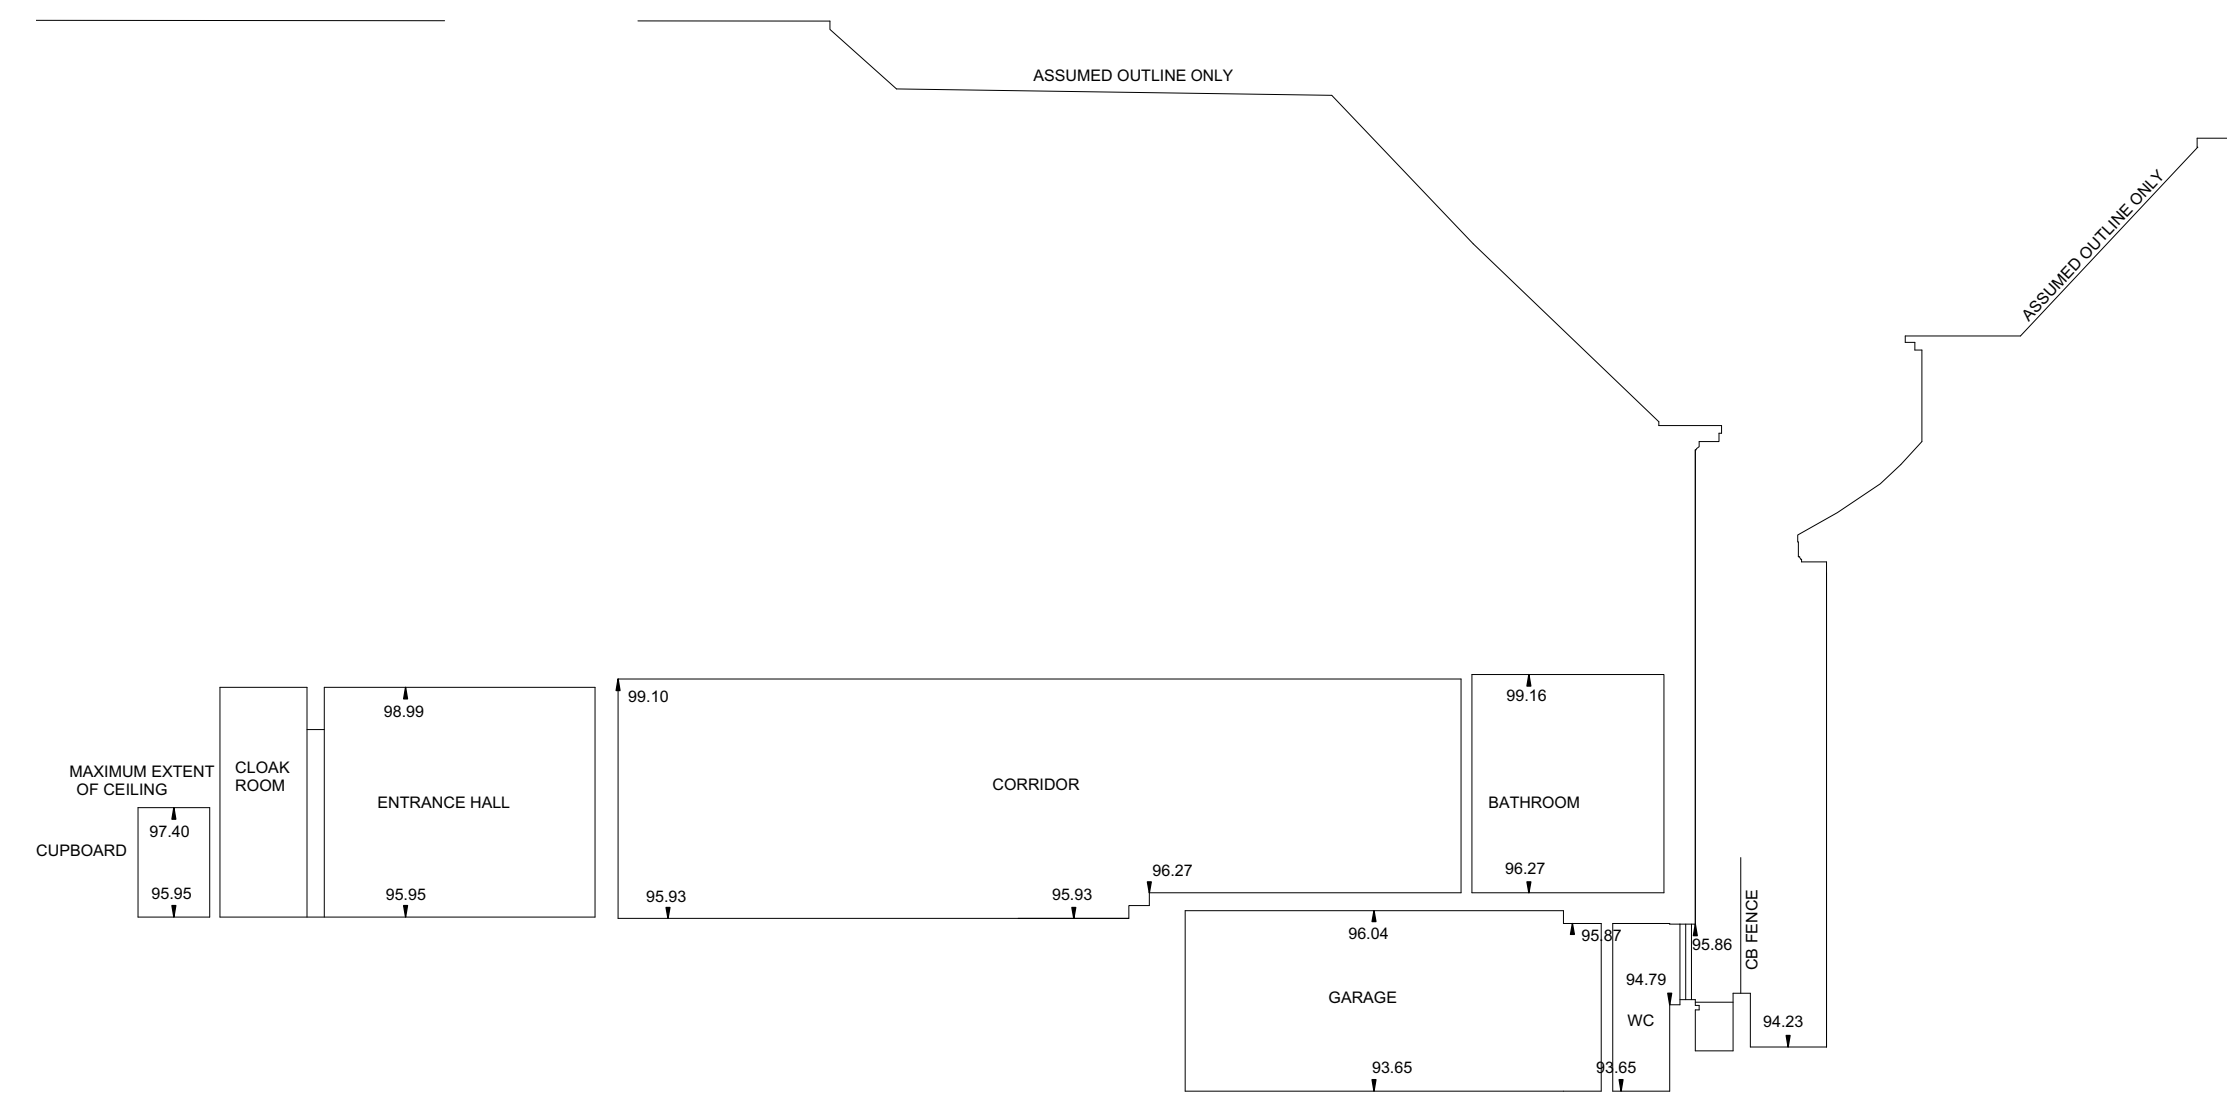 ASSUMED OUTLINE ONLY
ASSUMED OUTLINE ONLY
99.10
99.16
98.99
MAXIMUM EXTENT
OF CEILING
CLOAK
ROOM
ENTRANCE HALL
CORRIDOR
BATHROOM
97.40
CUPBOARD
95.95
95.95
95.93
95.93
96.27
96.27
96.04
95.87
95.86
CB FENCE
94.79
GARAGE
WC
94.23
93.65
93.65